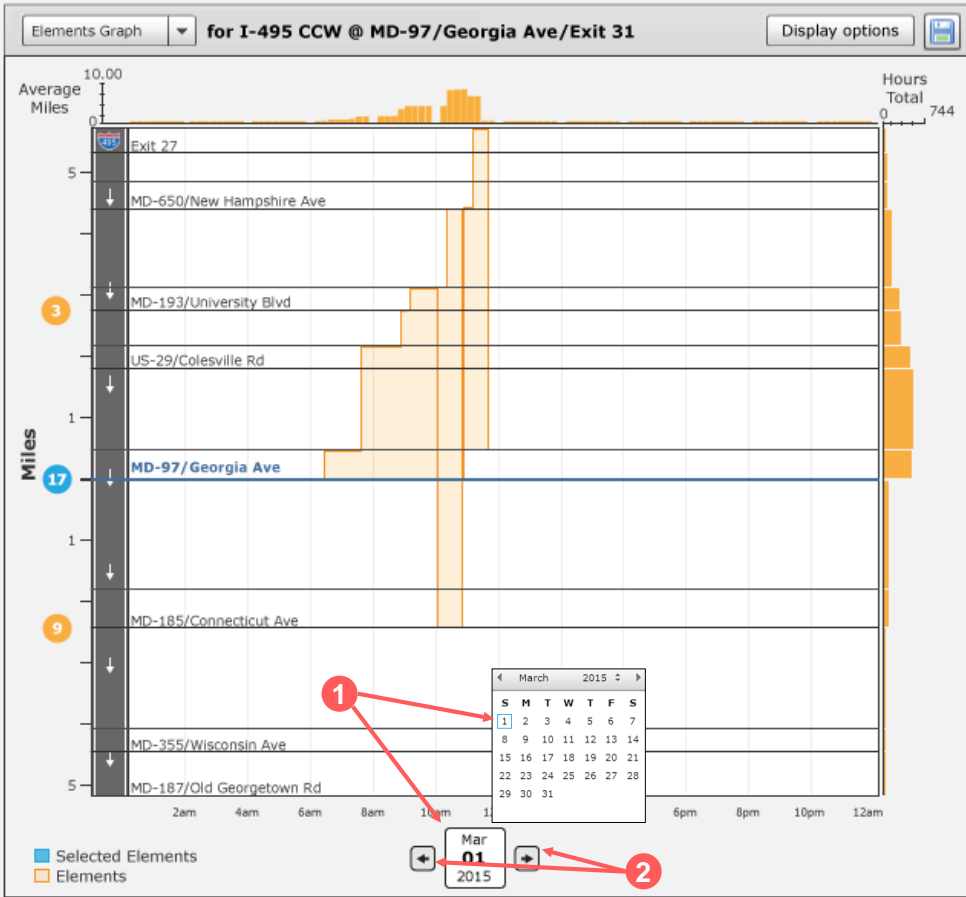 Elements Graph for I-495 CCW @ MD-97/Georgia Ave/Exit 31 Display options
10.00
Average Miles
0
Hours Total
0 744
495
Exit 27
5
MD-650/New Hampshire Ave
3
MD-193/University Blvd
US-29/Colesville Rd
1
Miles
MD-97/Georgia Ave
17
1
MD-185/Connecticut Ave
9
1
March 2015
S M T W T F S
1 2 3 4 5 6 7
8 9 10 11 12 13 14
15 16 17 18 19 20 21
22 23 24 25 26 27 28
29 30 31
MD-355/Wisconsin Ave
5
MD-187/Old Georgetown Rd
2am 4am 6am 8am 10am 6pm 8pm 10pm 12am
Mar
01
2015
2
Selected Elements
Elements